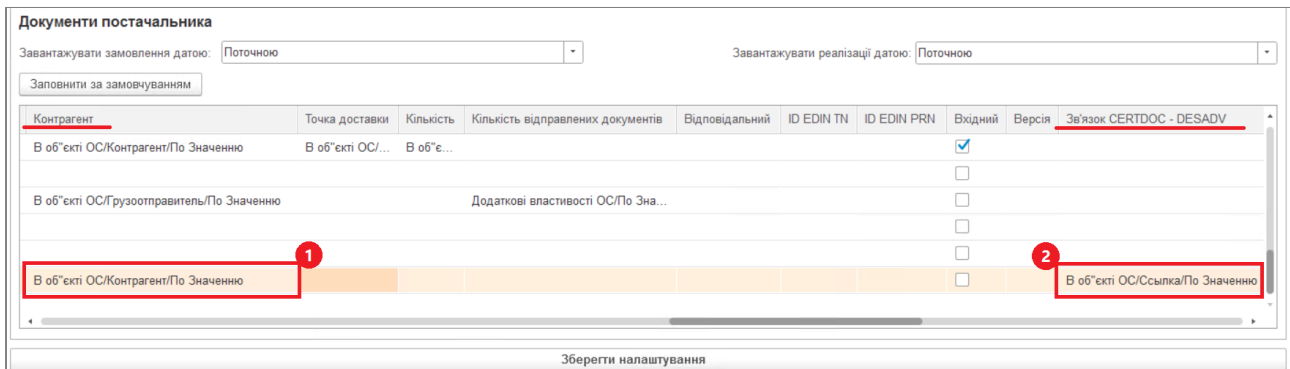 Документи постачальника
Завантажувати замовлення датою: Поточною Завантажувати реалізації датою: Поточною
Заповнити за замовчуванням
Контрагент Точка доставки Кількість Кількість відправлених документів Відповідальний ID EDIN TN ID EDIN PRN Вхідний Версія Зв'язок CERTDOC - DESADV
В об"єкті ОС/Контрагент/По Значенню В об"єкті ОС/... В об"є...
В об"єкті ОС/Грузоотправитель/По Значенню Додаткові властивості ОС/По Зна...
1 2
В об"єкті ОС/Контрагент/По Значенню В об"єкті ОС/Ссылка/По Значенню
Зберегти налаштування